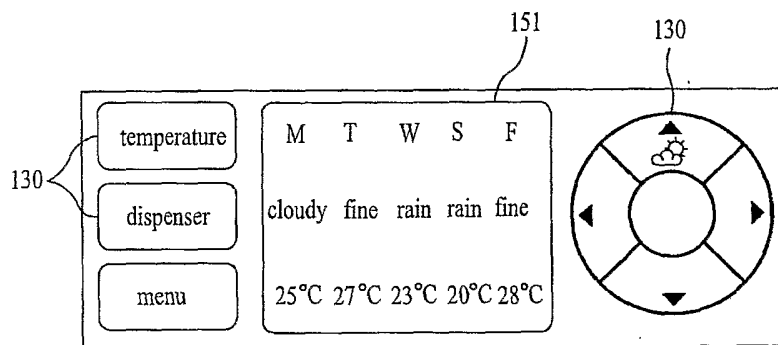 151
130
temperature
M T W S F
130
dispenser
cloudy fine rain rain fine
menu
25°C 27°C 23°C 20°C 28°C